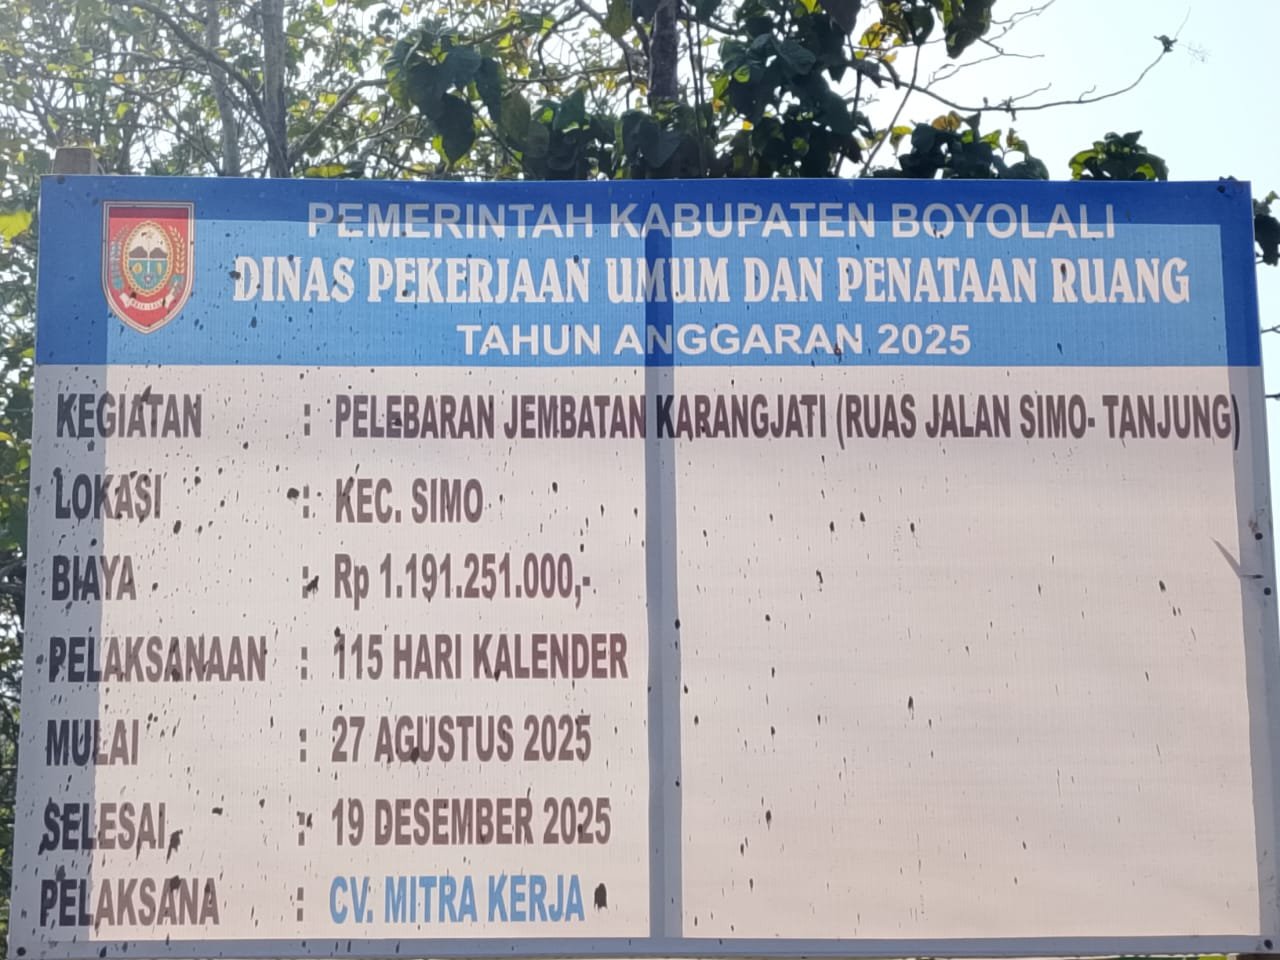 PEMERINTAH KABUPATEN BOYOLALI
DINAS PEKERJAAN UMUM DAN PENATAAN RUANG
TAHUN ANGGARAN 2025
KEGIATAN : PELEBARAN JEMBATAN KARANGJATI (RUAS JALAN SIMO- TANJUNG)
LOKASI : KEC. SIMO
BIAYA : Rp 1.191.251.000,-
PELAKSANAAN : 115 HARI KALENDER
MULAI : 27 AGUSTUS 2025
SELESAI : 19 DESEMBER 2025
PELAKSANA : CV. MITRA KERJA